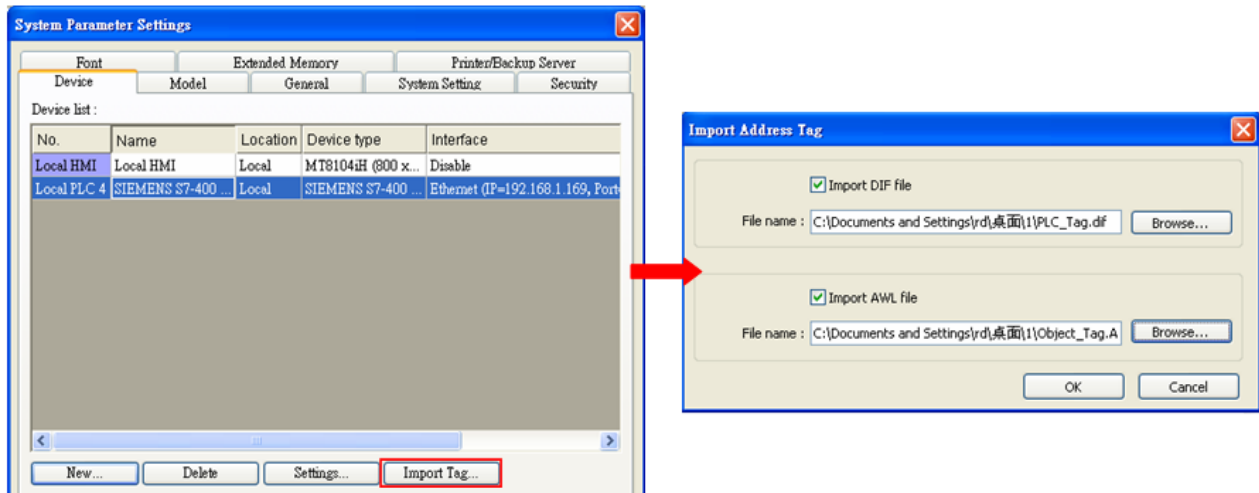 System Parameter Settings
Font Extended Memory Printer/Backup Server
Device Model General System Setting Security
Device list :
No. Name Location Device type Interface
Local HMI Local HMI Local MT8104iH (800 x... Disable
Local PLC 4 SIEMENS S7-400 ... Local SIEMENS S7-400 ... Ethernet (IP=192.168.1.169, Port
New... Delete Settings... Import Tag...
Import Address Tag
Import DIF file
File name : C:\Documents and Settings\rd\桌面\1\PLC_Tag.dif Browse...
Import AWL file
File name : C:\Documents and Settings\rd\桌面\1\Object_Tag.A Browse...
OK Cancel